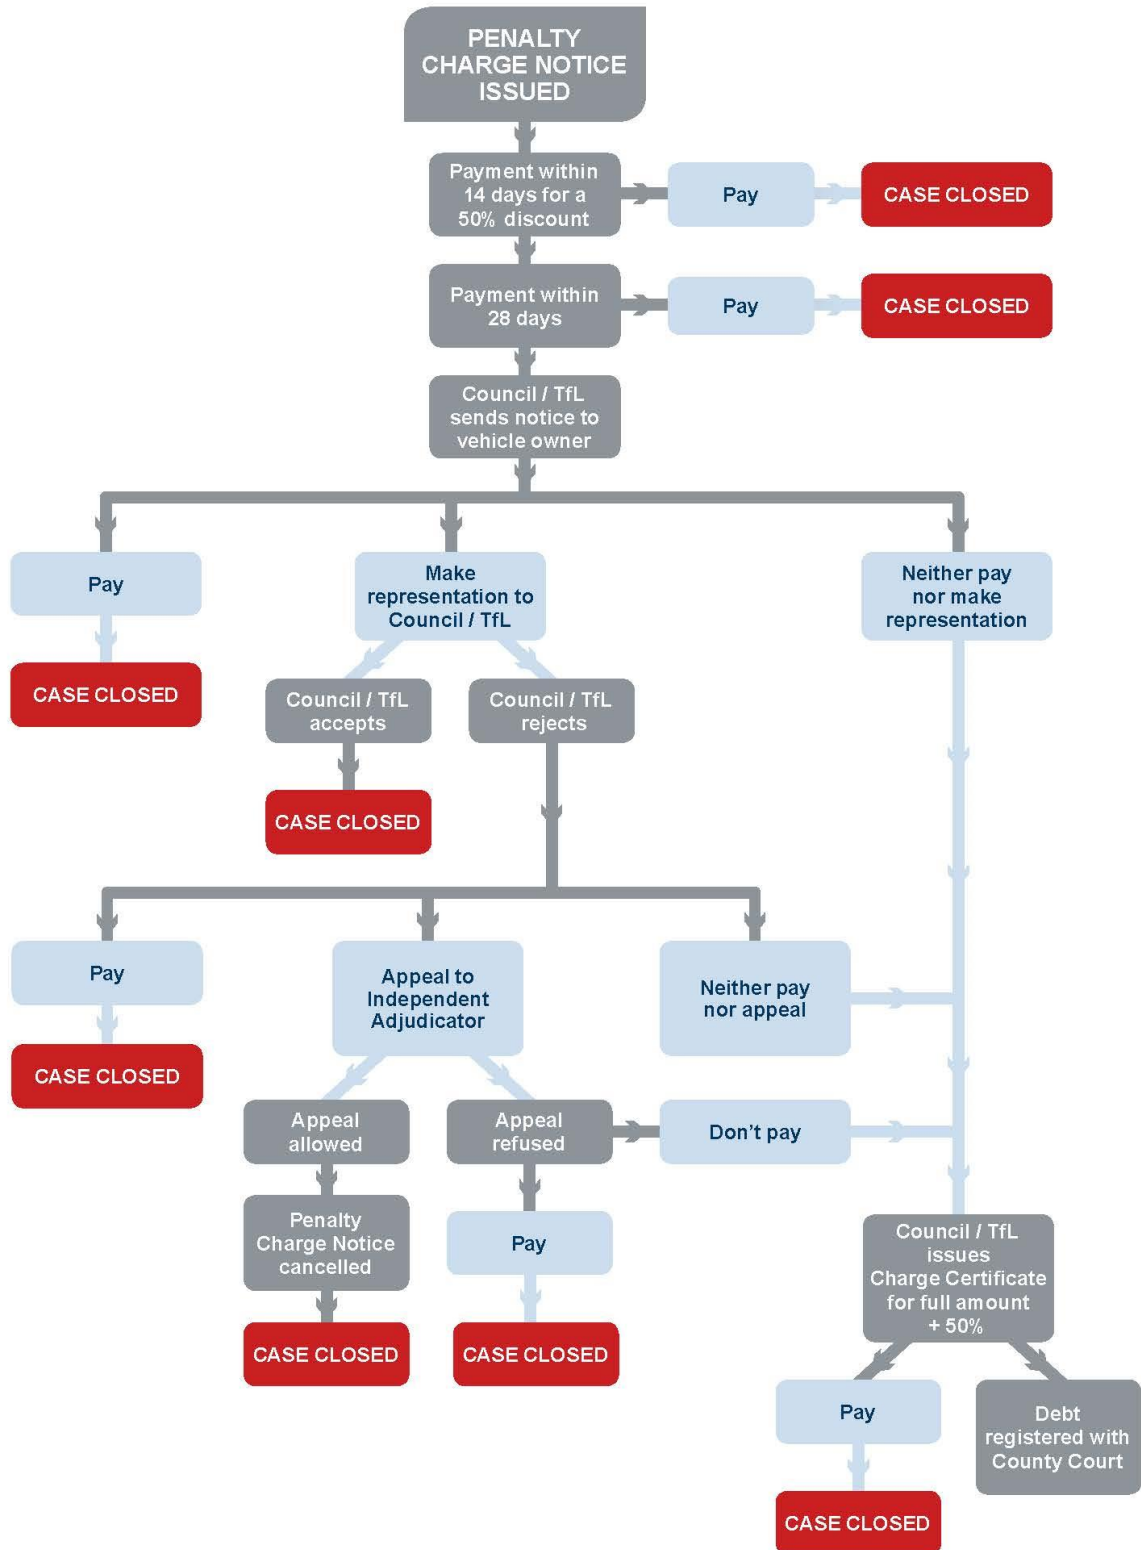 PENALTY
CHARGE NOTICE
ISSUED
Payment within
14 days for a
50% discount
Pay
CASE CLOSED
Payment within
28 days
Pay
CASE CLOSED
Council / TfL
sends notice to
vehicle owner
Pay
CASE CLOSED
Make
representation to
Council / TfL
Neither pay
nor make
representation
Council / TfL
accepts
CASE CLOSED
Council / TfL
rejects
Pay
CASE CLOSED
Appeal to
Independent
Adjudicator
Neither pay
nor appeal
Appeal
allowed
Appeal
refused
Don't pay
Penalty
Charge Notice
cancelled
CASE CLOSED
Pay
CASE CLOSED
Council / TfL
issues
Charge Certificate
for full amount
+ 50%
Pay
CASE CLOSED
Debt
registered with
County Court